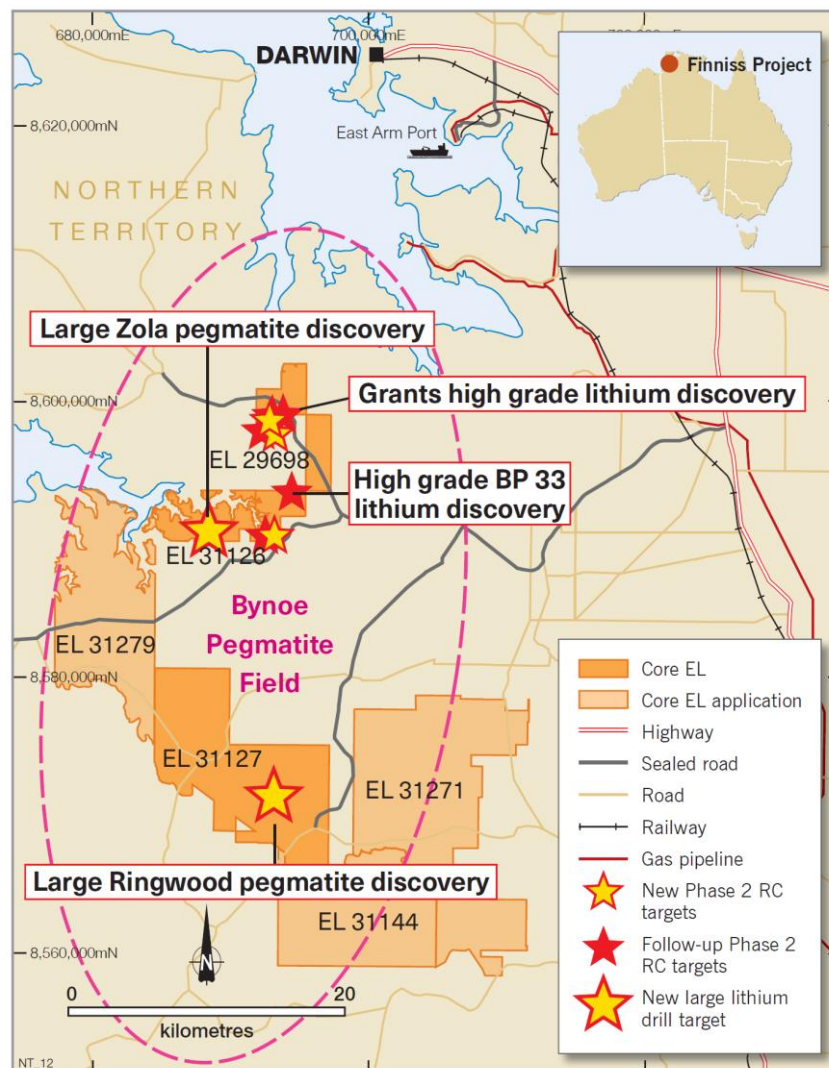 680,000mE
700,000mE
DARWIN
8,620,000mN
East Arm Port
NORTHERN
TERRITORY
Finniss Project
Large Zola pegmatite discovery
8,600,000mN
Grants high grade lithium discovery
EL 29698
High grade BP 33
lithium discovery
EL 31126
EL 31279
Bynoe
Pegmatite
Field
8,580,000mN
EL 31127
EL 31271
Large Ringwood pegmatite discovery
EL 31144
8,560,000mN
N
0
20
kilometres
NT_12
Core EL
Core EL application
Highway
Sealed road
Road
Railway
Gas pipeline
New Phase 2 RC
targets
Follow-up Phase 2
RC targets
New large lithium
drill target